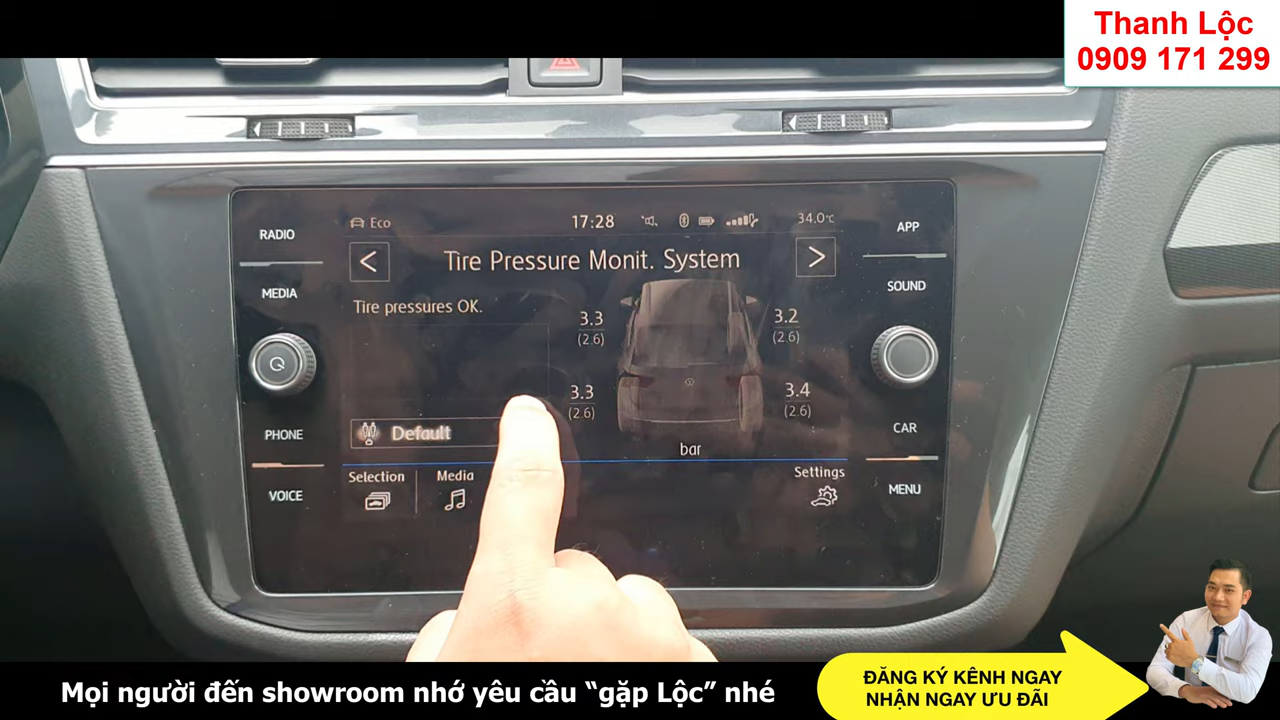 Thanh Lộc
0909 171 299
RADIO
MEDIA
PHONE
VOICE
Eco
17:28
34.0°C
<
Tire Pressure Monit. System
>
Tire pressures OK.
3.3
(2.6)
3.2
(2.6)
3.3
(2.6)
3.4
(2.6)
Default
bar
Selection
Media
Settings
APP
SOUND
CAR
MENU
Mọi người đến showroom nhớ yêu cầu “gặp Lộc” nhé
ĐĂNG KÝ KÊNH NGAY
NHẬN NGAY ƯU ĐÃI